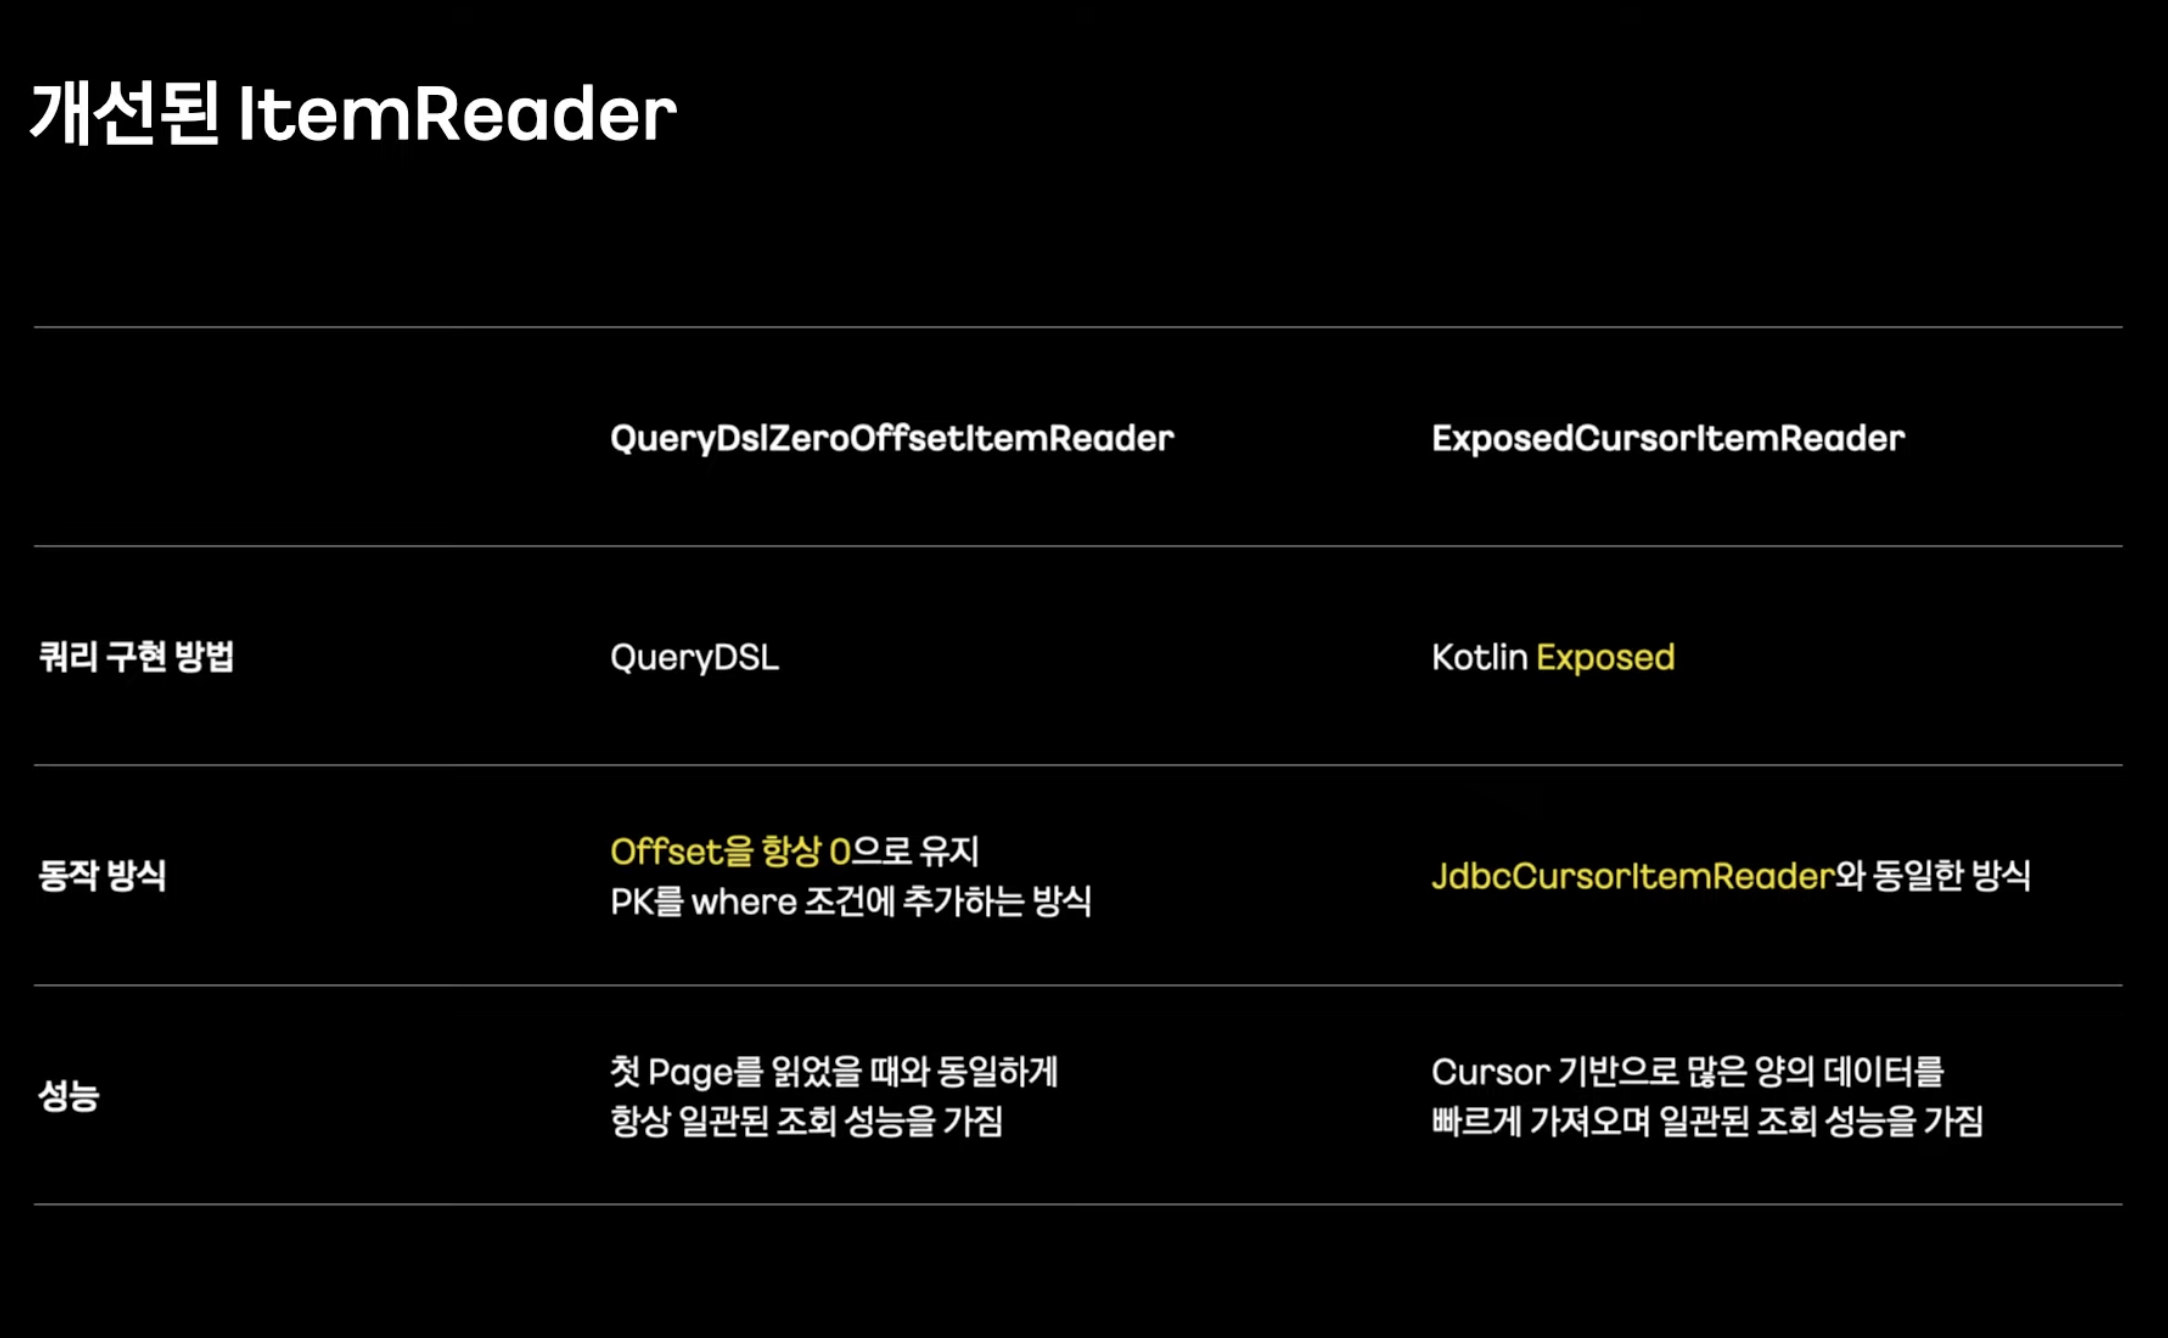 개선된 ItemReader
QueryDslZeroOffsetItemReader
ExposedCursorItemReader
쿼리 구현 방법
QueryDSL
Kotlin Exposed
동작 방식
Offset을 항상 0으로 유지
PK를 where 조건에 추가하는 방식
JdbcCursorItemReader와 동일한 방식
성능
첫 Page를 읽었을 때와 동일하게
항상 일관된 조회 성능을 가짐
Cursor 기반으로 많은 양의 데이터를
빠르게 가져오며 일관된 조회 성능을 가짐